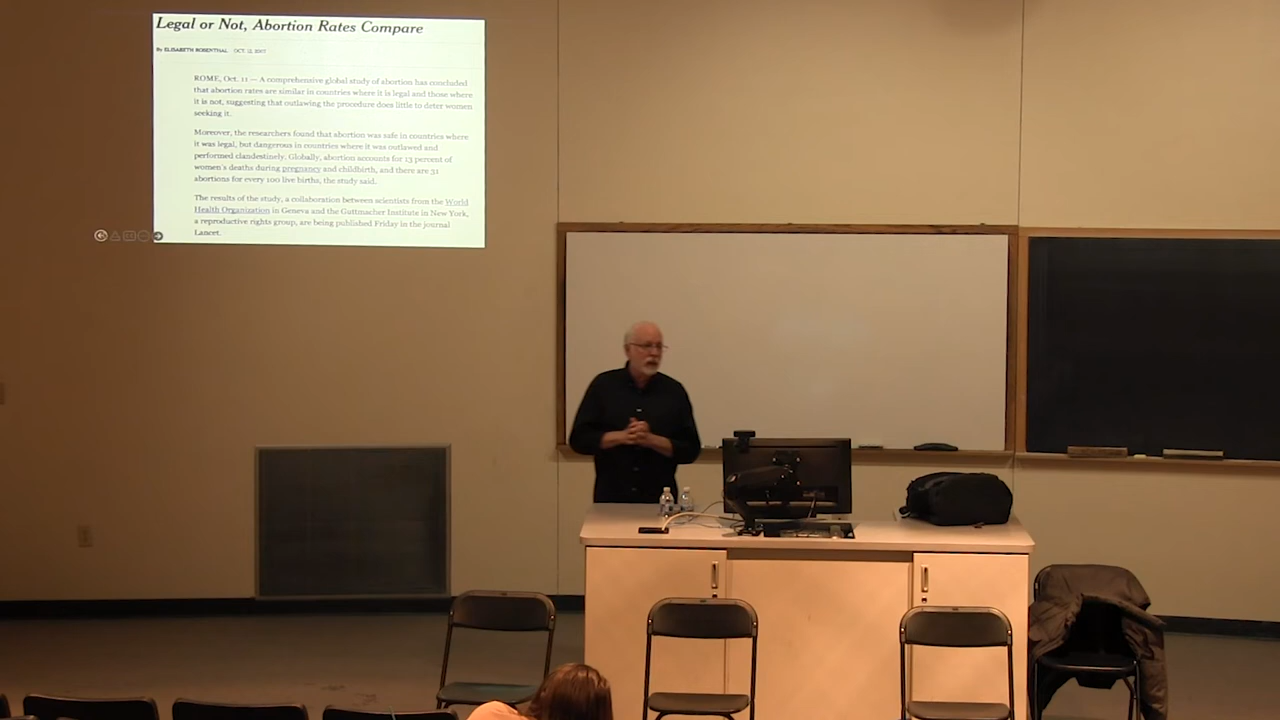 Legal or Not, Abortion Rates Compare
By ELISABETH ROSENTHAL OCT. 12, 2007
ROME, Oct. 11 — A comprehensive global study of abortion has concluded
that abortion rates are similar in countries where it is legal and those where
it is not, suggesting that outlawing the procedure does little to deter women
seeking it.
Moreover, the researchers found that abortion was safe in countries where
it was legal, but dangerous in countries where it was outlawed and
performed clandestinely. Globally, abortion accounts for 13 percent of
women's deaths during pregnancy and childbirth, and there are 31
abortions for every 100 live births, the study said.
The results of the study, a collaboration between scientists from the World
Health Organization in Geneva and the Guttmacher Institute in New York,
a reproductive rights group, are being published Friday in the journal
Lancet.